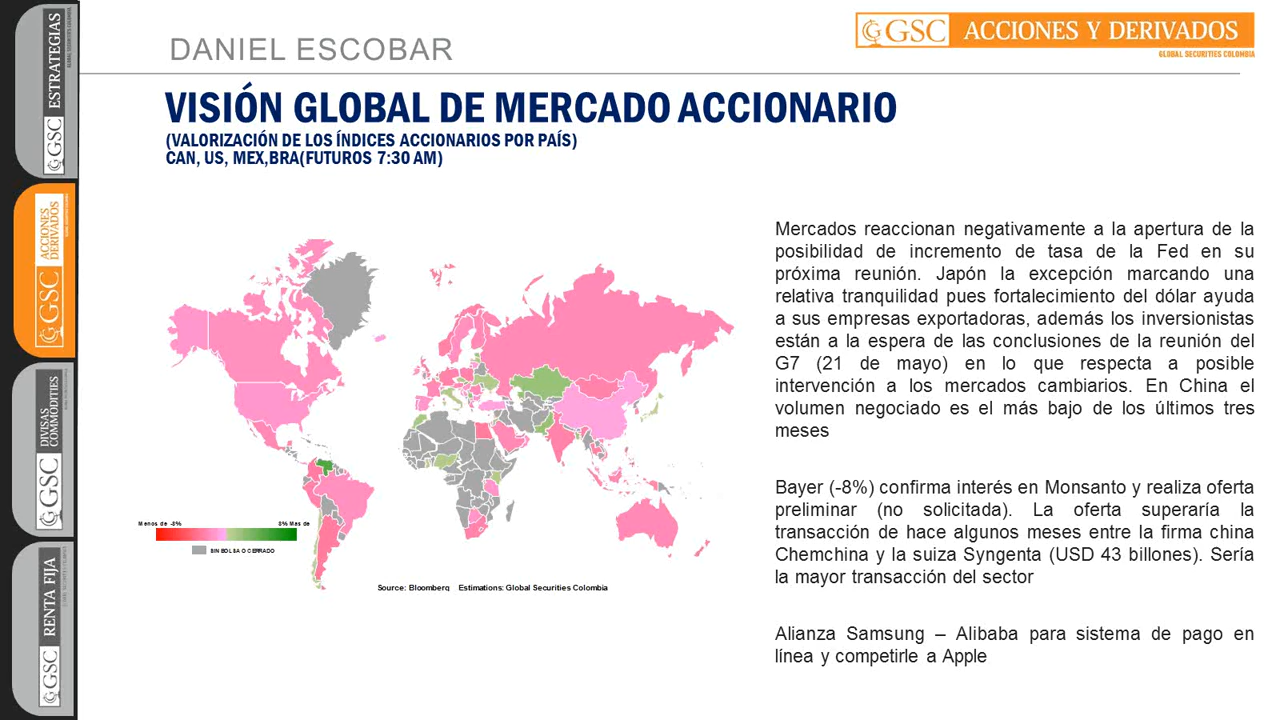 DANIEL ESCOBAR
GSC ACCIONES Y DERIVADOS
GLOBAL SECURITIES COLOMBIA
VISIÓN GLOBAL DE MERCADO ACCIONARIO
(VALORIZACIÓN DE LOS ÍNDICES ACCIONARIOS POR PAÍS)
CAN, US, MEX,BRA(FUTUROS 7:30 AM)
GSC ESTRATEGIAS
GSC ACCIONES
DERIVADOS
GSC DIVISAS
COMMODITIES
GSC RENTA FIJA
Menos de -8%
8% Mas de
SIN BOLSA O CERRADO
Source: Bloomberg Estimations: Global Securities Colombia
Mercados reaccionan negativamente a la apertura de la
posibilidad de incremento de tasa de la Fed en su
próxima reunión. Japón la excepción marcando una
relativa tranquilidad pues fortalecimiento del dólar ayuda
a sus empresas exportadoras, además los inversionistas
están a la espera de las conclusiones de la reunión del
G7 (21 de mayo) en lo que respecta a posible
intervención a los mercados cambiarios. En China el
volumen negociado es el más bajo de los últimos tres
meses
Bayer (-8%) confirma interés en Monsanto y realiza oferta
preliminar (no solicitada). La oferta superaría la
transacción de hace algunos meses entre la firma china
Chemchina y la suiza Syngenta (USD 43 billones). Sería
la mayor transacción del sector
Alianza Samsung – Alibaba para sistema de pago en
línea y competirle a Apple